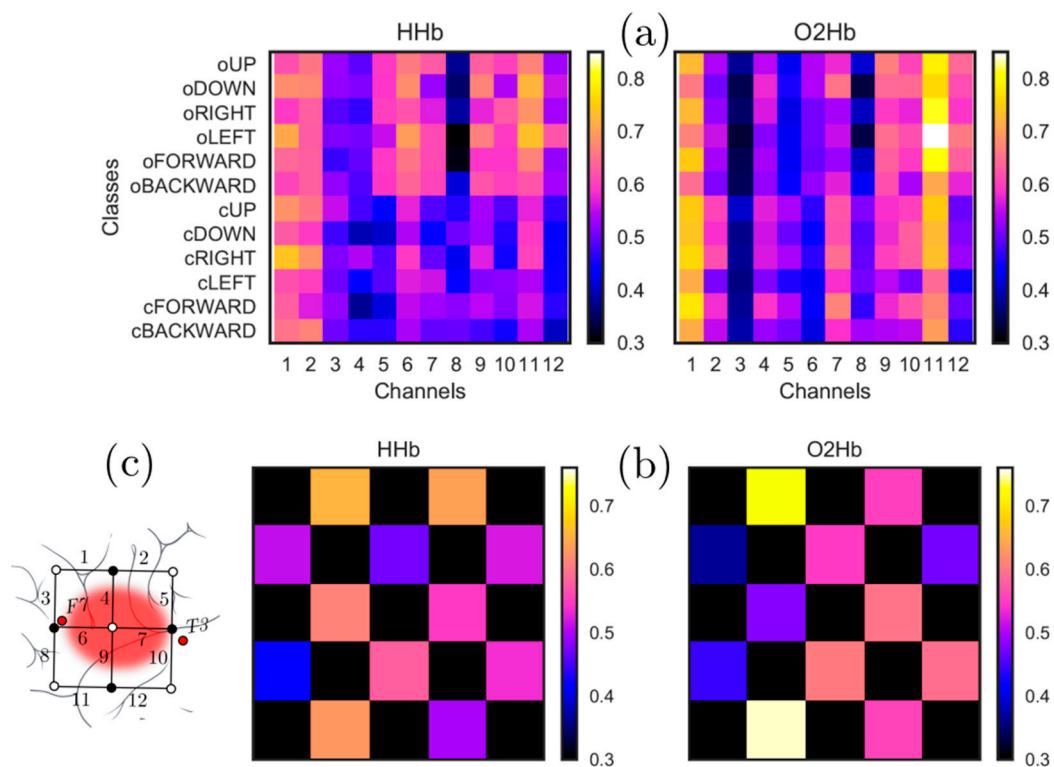 (a)
HHb
O2Hb
Classes
oUP
oDOWN
oRIGHT
oLEFT
oFORWARD
oBACKWARD
cUP
cDOWN
cRIGHT
cLEFT
cFORWARD
cBACKWARD
0.8
0.7
0.6
0.5
0.4
0.3
0.8
0.7
0.6
0.5
0.4
0.3
1 2 3 4 5 6 7 8 9 10 11 12
Channels
1 2 3 4 5 6 7 8 9 10 11 12
Channels
(c)
HHb
(b)
O2Hb
0.7
0.6
0.5
0.4
0.3
0.7
0.6
0.5
0.4
0.3
1 2
3 F7 4 5
T3
6 7
8 9 10
11 12